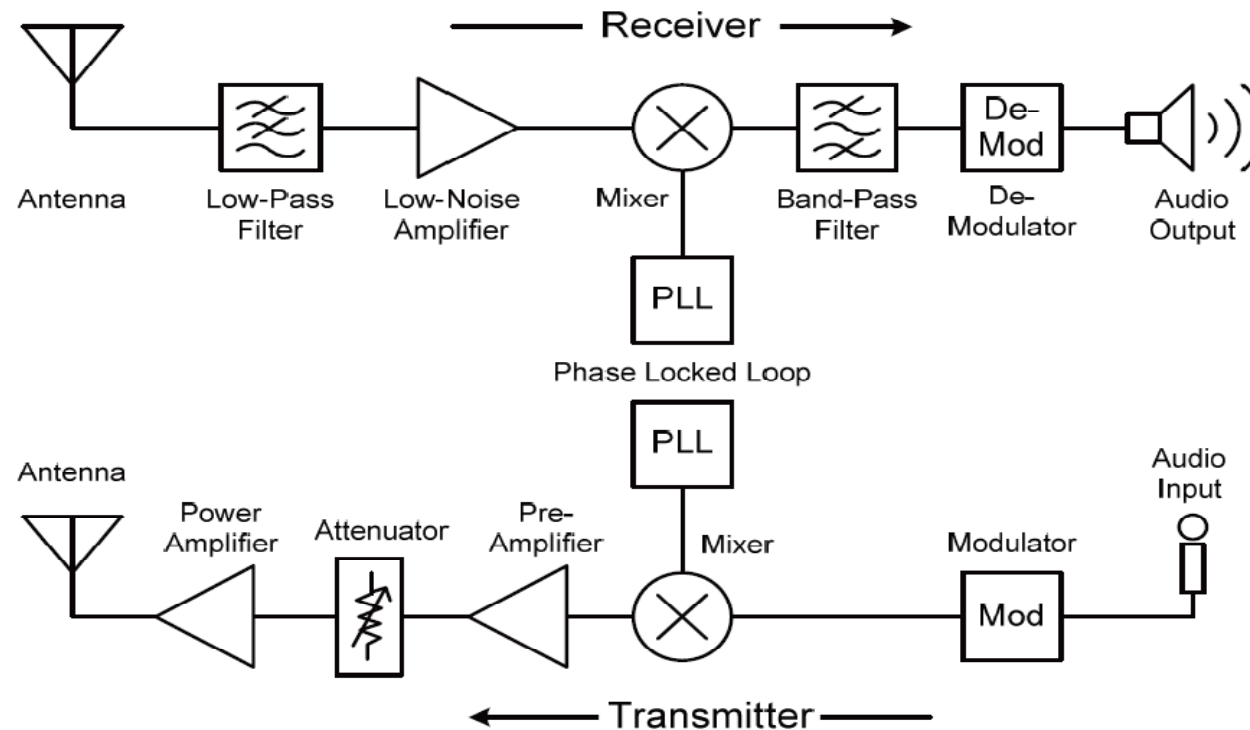 Receiver
De-
Mod
Antenna
Low-Pass
Filter
Low-Noise
Amplifier
Mixer
Band-Pass
Filter
De-
Modulator
Audio
Output
PLL
Phase Locked Loop
PLL
Antenna
Power
Amplifier
Attenuator
Pre-
Amplifier
Mixer
Modulator
Audio
Input
Mod
Transmitter